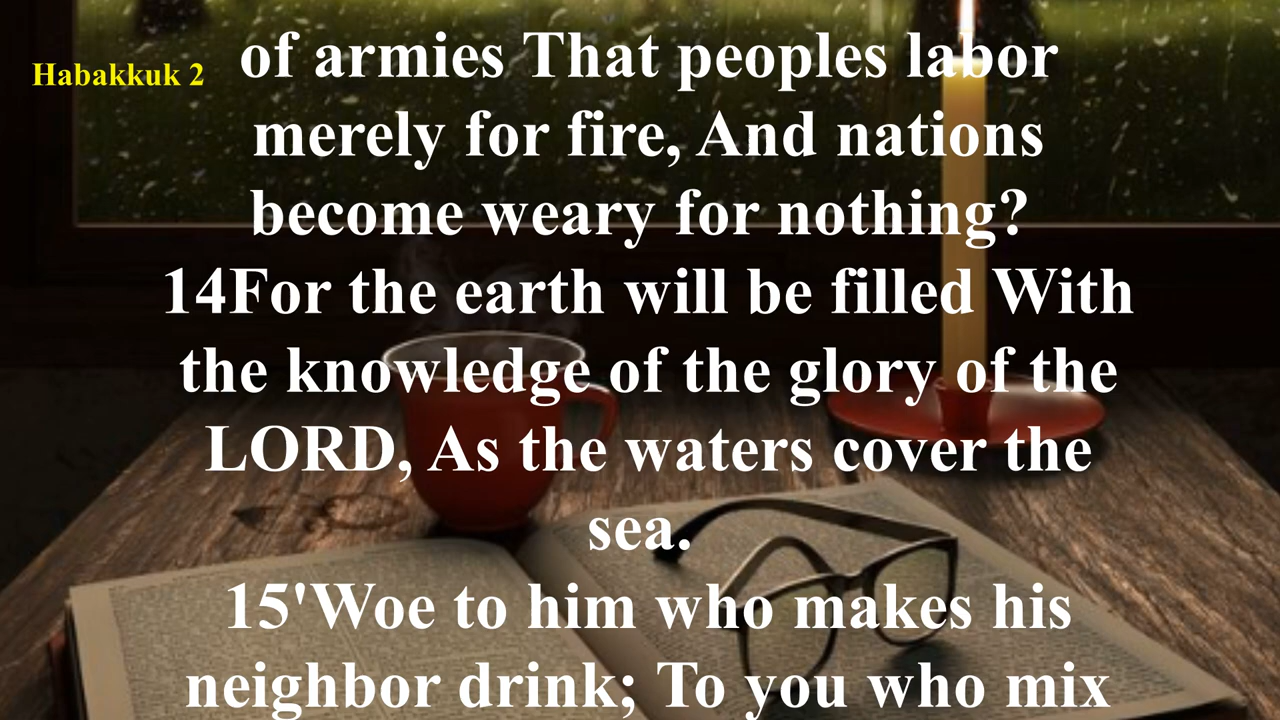 Habakkuk 2
of armies That peoples labor
merely for fire, And nations
become weary for nothing?
14For the earth will be filled With
the knowledge of the glory of the
LORD, As the waters cover the
sea.
15'Woe to him who makes his
neighbor drink; To you who mix